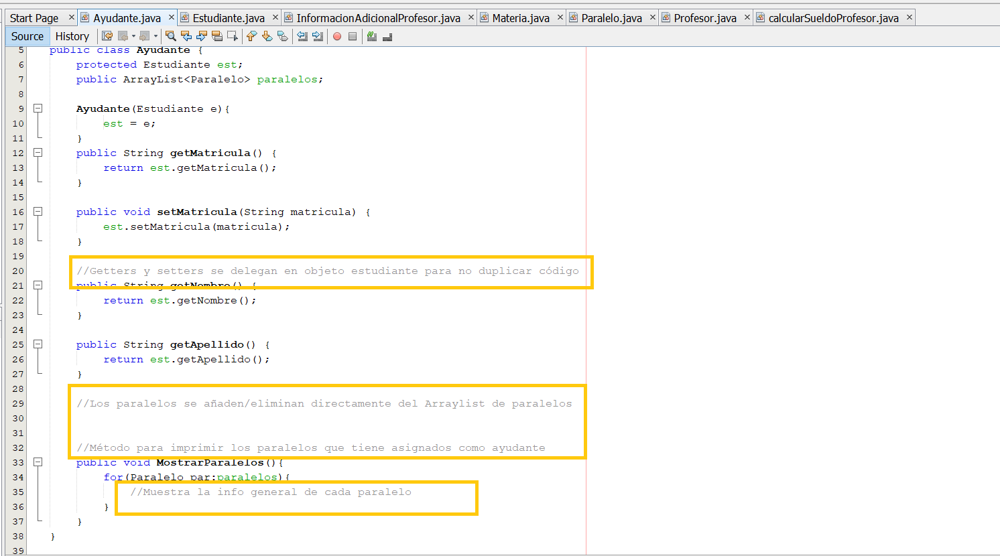 Start Page × Ayudante.java × Estudiante.java × InformacionAdicionalProfesor.java × Materia.java × Paralelo.java × Profesor.java × calcularSueldoProfesor.java ×
Source History
5 public class Ayudante {
6 protected Estudiante est;
7 public ArrayList<Paralelo> paralelos;
8
9 Ayudante(Estudiante e){
10 est = e;
11 }
12 public String getMatricula() {
13 return est.getMatricula();
14 }
15
16 public void setMatricula(String matricula) {
17 est.setMatricula(matricula);
18 }
19
20 //Getters y setters se delegan en objeto estudiante para no duplicar código
21 public String getNombre() {
22 return est.getNombre();
23 }
24
25 public String getApellido() {
26 return est.getApellido();
27 }
28
29 //Los paralelos se añaden/eliminan directamente del Arraylist de paralelos
30
31
32 //Método para imprimir los paralelos que tiene asignados como ayudante
33 public void MostrarParalelos(){
34 for(Paralelo par:paralelos){
35 //Muestra la info general de cada paralelo
36 }
37 }
38 }
39